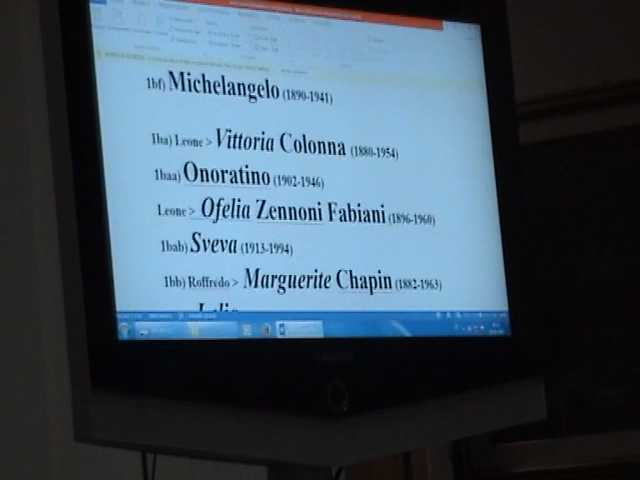 1bf) Michelangelo (1890-1941)
1ba) Leone > Vittoria Colonna (1880-1954)
1baa) Onoratino (1902-1946)
Leone > Ofelia Zennoni Fabiani (1896-1960)
1bab) Sveva (1913-1994)
1bb) Roffredo > Marguerite Chapin (1882-1963)